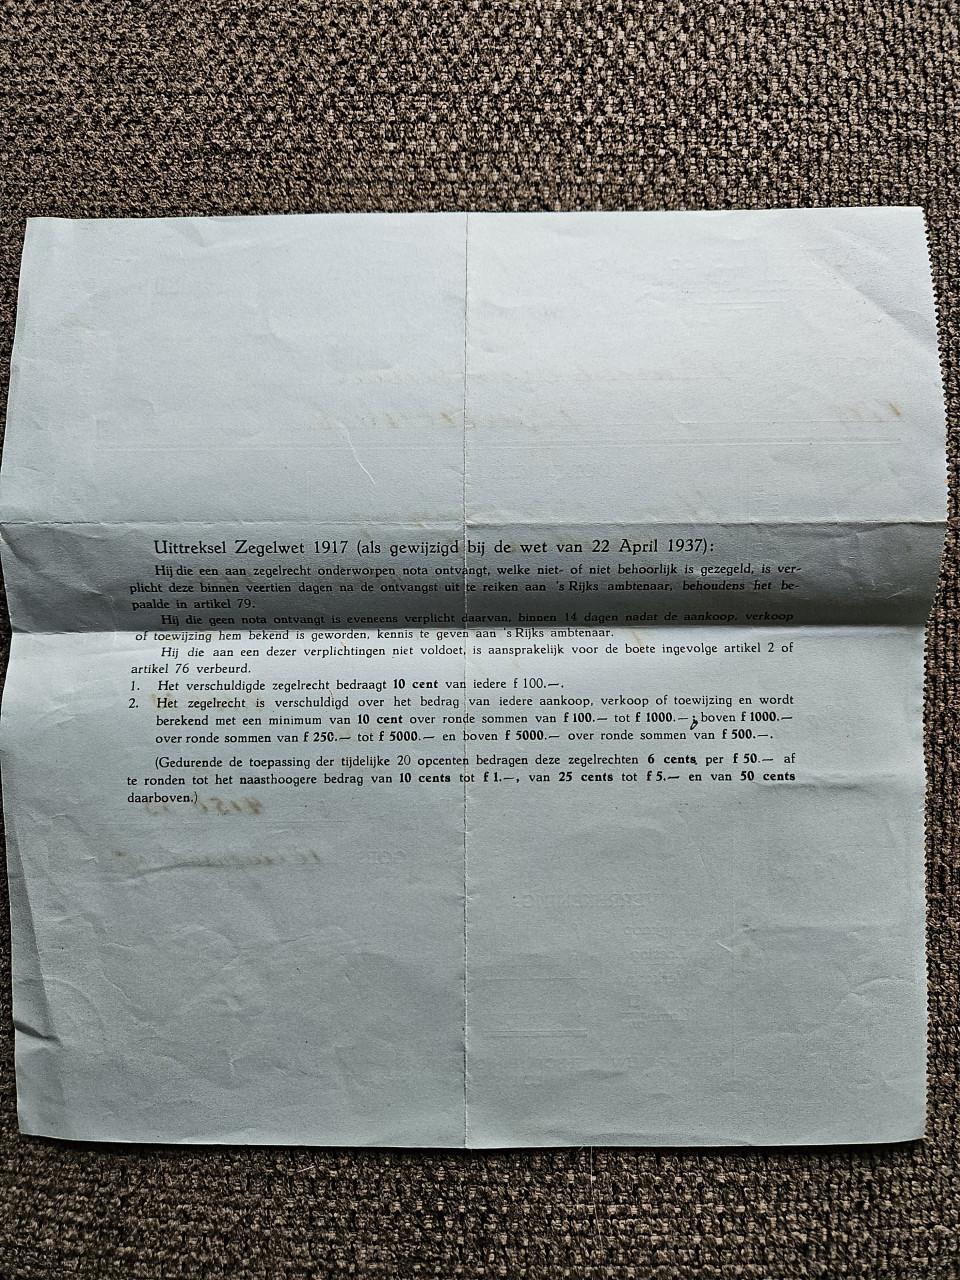 Uittreksel Zegelwet 1917 (als gewijzigd bij de wet van 22 April 1937):
Hij die een aan zegelrecht onderworpen nota ontvangt, welke niet- of niet behoorlijk is gezegeld, is ver-
plicht deze binnen veertien dagen na de ontvangst uit te reiken aan 's Rijks ambtenaar, behoudens het be-
paalde in artikel 79.
Hij die geen nota ontvangt is eveneens verplicht daarvan, binnen 14 dagen nadat de aankoop, verkoop
of toewijzing hem bekend is geworden, kennis te geven aan 's Rijks ambtenaar.
Hij die aan een dezer verplichtingen niet voldoet, is aansprakelijk voor de boete ingevolge artikel 2 of
artikel 76 verbeurd.
1. Het verschuldigde zegelrecht bedraagt 10 cent van iedere f 100.—.
2. Het zegelrecht is verschuldigd over het bedrag van iedere aankoop, verkoop of toewijzing en wordt
berekend met een minimum van 10 cent over ronde sommen van f 100.— tot f 1000.—; boven f 1000.—
over ronde sommen van f 250.— tot f 5000.— en boven f 5000.— over ronde sommen van f 500.—.
(Gedurende de toepassing der tijdelijke 20 opcenten bedragen deze zegelrechten 6 cents per f 50.— af
te ronden tot het naasthoogere bedrag van 10 cents tot f 1.—, van 25 cents tot f 5.— en van 50 cents
daarboven.)